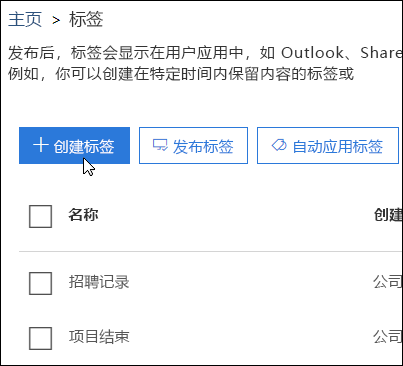 主页 > 标签
发布后，标签会显示在用户应用中，如 Outlook、Share
例如，你可以创建在特定时间内保留内容的标签或
创建标签 发布标签 自动应用标签
名称 创建
招聘记录 公司
项目结束 公司